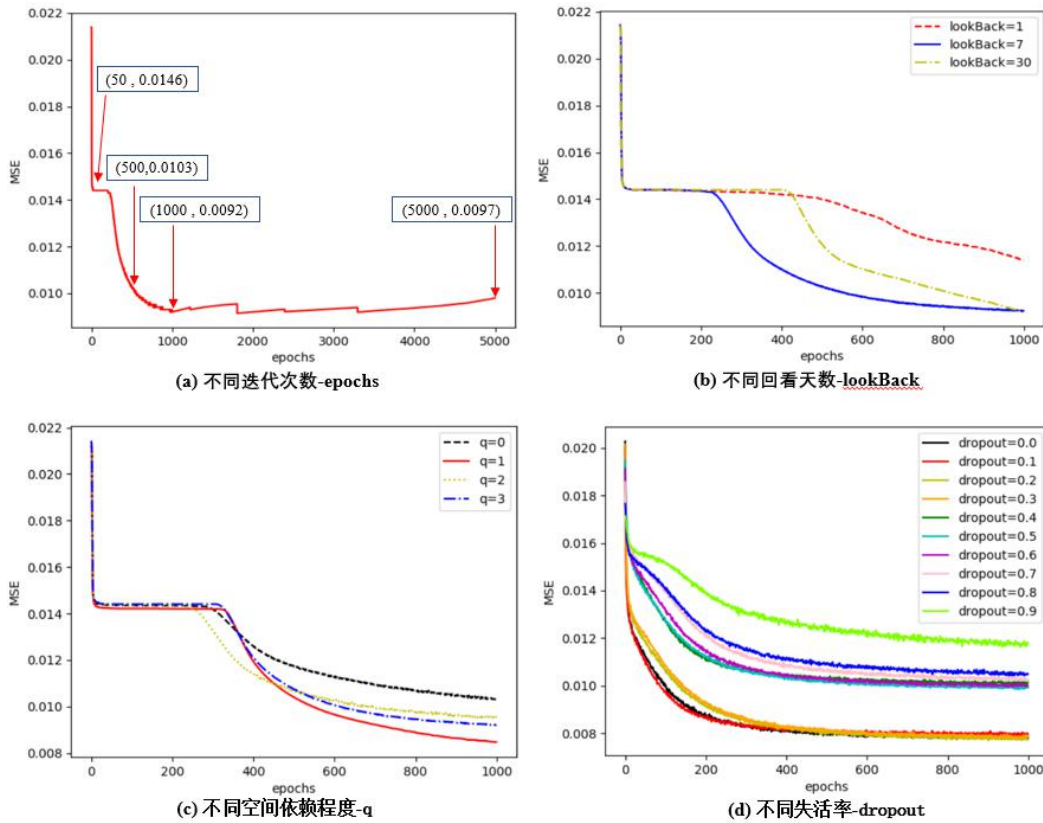 0.022
0.020
0.018
0.016
0.014
0.012
0.010
MSE
(50 , 0.0146)
(500,0.0103)
(1000 , 0.0092)
(5000 , 0.0097)
0 1000 2000 3000 4000 5000
epochs
(a) 不同迭代次数-epochs
0.022
0.020
0.018
0.016
0.014
0.012
0.010
MSE
lookBack=1
lookBack=7
lookBack=30
0 200 400 600 800 1000
epochs
(b) 不同回看天数-lookBack
0.022
0.020
0.018
0.016
0.014
0.012
0.010
0.008
MSE
q=0
q=1
q=2
q=3
0 200 400 600 800 1000
epochs
(c) 不同空间依赖程度-q
0.020
0.018
0.016
0.014
0.012
0.010
0.008
MSE
dropout=0.0
dropout=0.1
dropout=0.2
dropout=0.3
dropout=0.4
dropout=0.5
dropout=0.6
dropout=0.7
dropout=0.8
dropout=0.9
0 200 400 600 800 1000
epochs
(d) 不同失活率-dropout